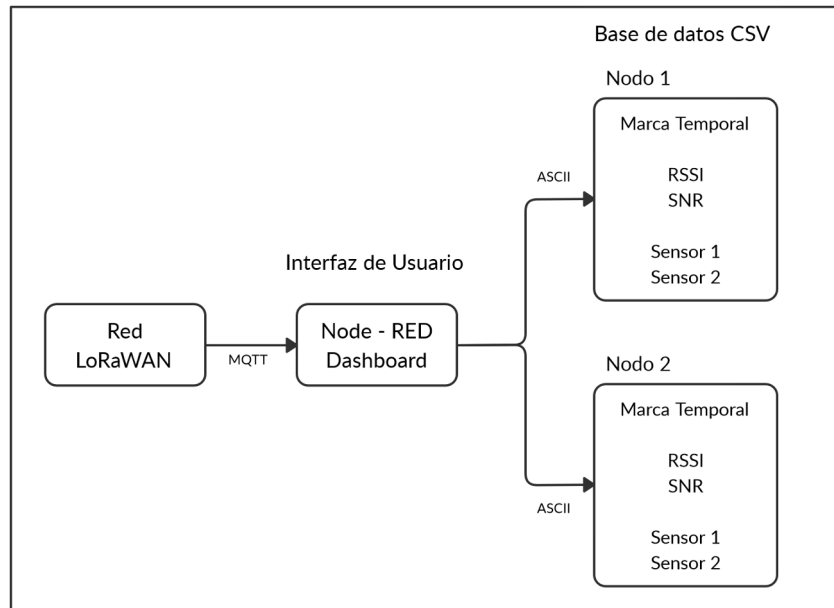 Base de datos CSV
Nodo 1
Marca Temporal
RSSI
SNR
Sensor 1
Sensor 2
ASCII
Interfaz de Usuario
Red
LoRaWAN
MQTT
Node - RED
Dashboard
Nodo 2
Marca Temporal
RSSI
SNR
Sensor 1
Sensor 2
ASCII